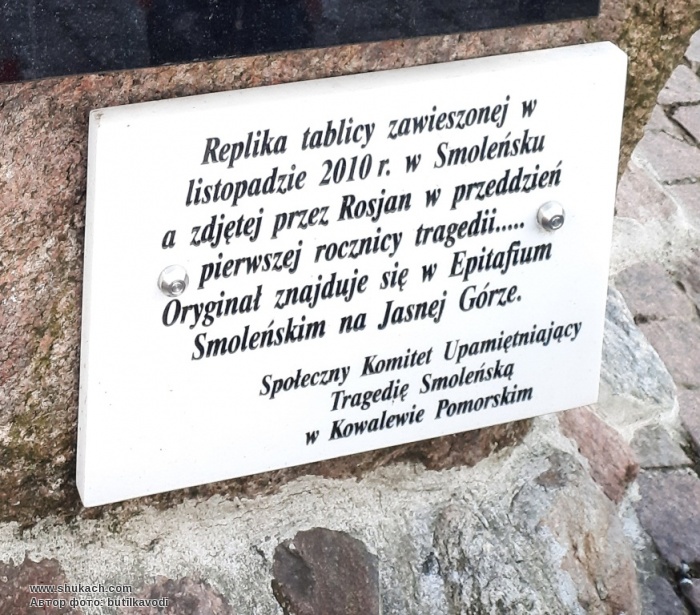 Replika tablicy zawieszonej w
listopadzie 2010 r. w Smoleńsku
a zdjętej przez Rosjan w przeddzień
pierwszej rocznicy tragedii.....
Oryginał znajduje się w Epitafium
Smoleńskim na Jasnej Górze.
Społeczny Komitet Upamiętniający
Tragedię Smoleńską
w Kowalewie Pomorskim
www.shukach.com
Автор фото: butilkavodi